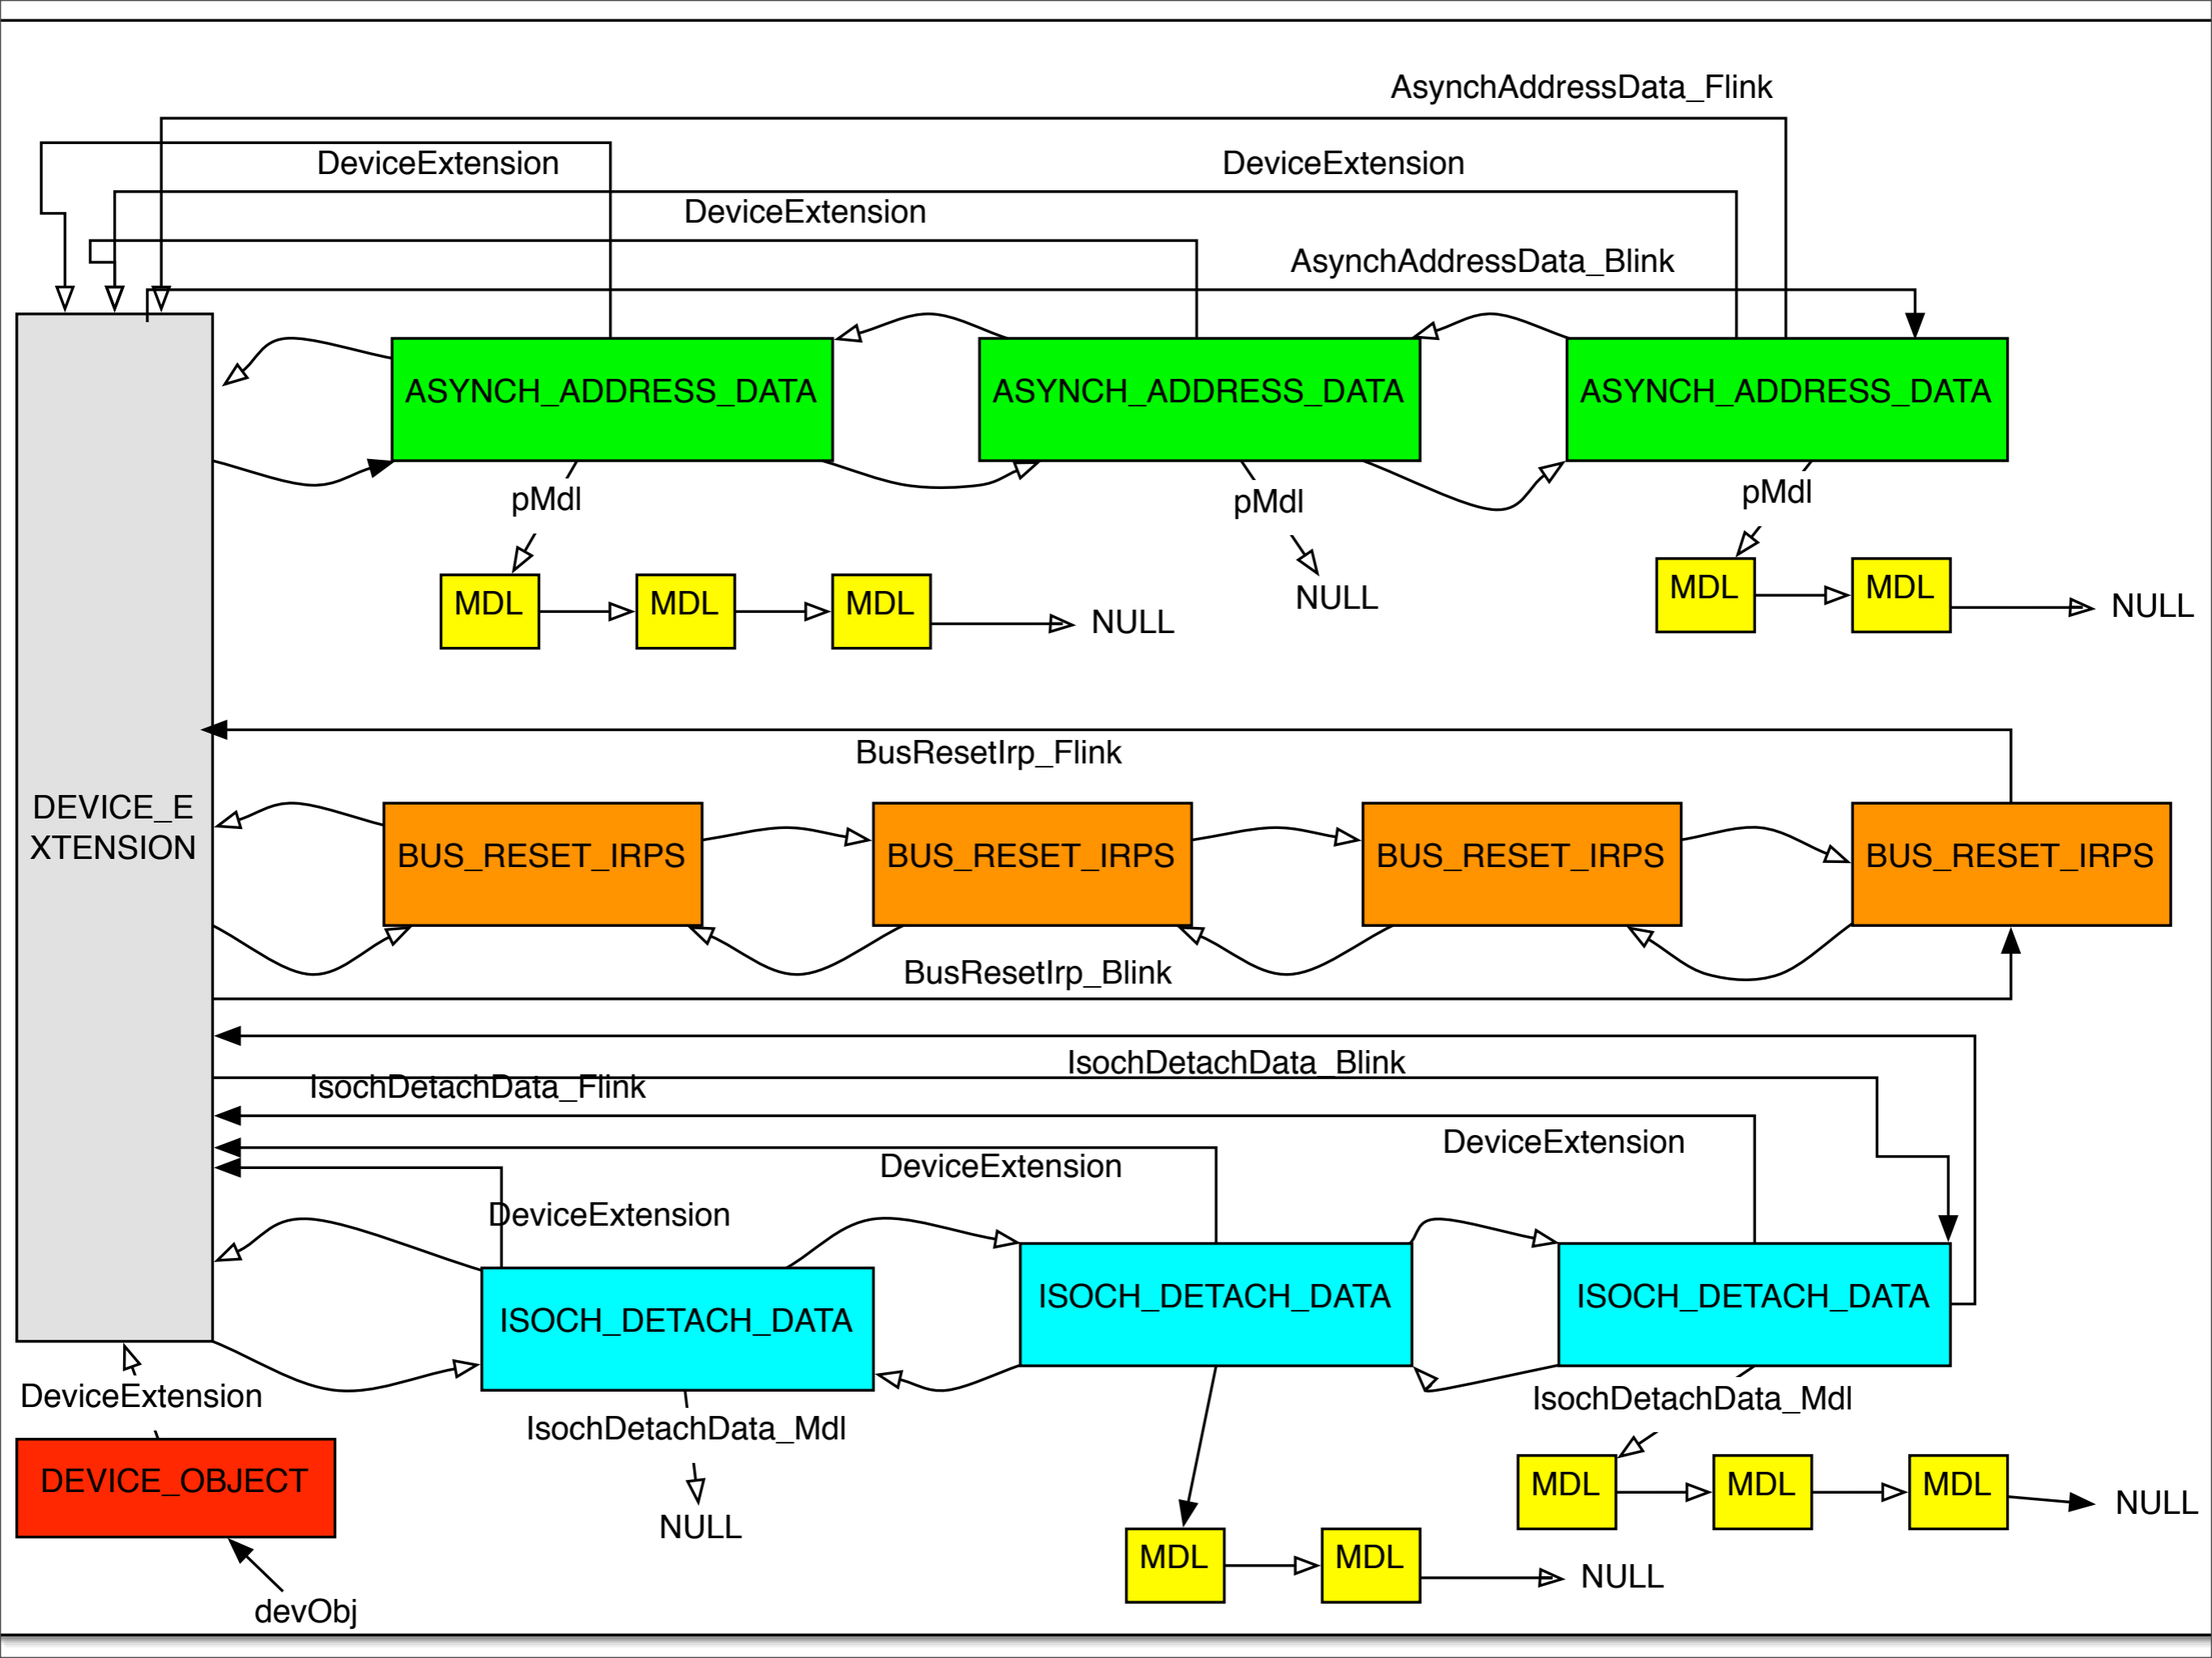 AsynchAddressData_Flink
DeviceExtension
DeviceExtension
DeviceExtension
AsynchAddressData_Blink
ASYNCH_ADDRESS_DATA
ASYNCH_ADDRESS_DATA
ASYNCH_ADDRESS_DATA
pMdl
pMdl
pMdl
MDL
MDL
MDL
NULL
NULL
MDL
MDL
NULL
BusResetIrp_Flink
DEVICE_E
XTENSION
BUS_RESET_IRPS
BUS_RESET_IRPS
BUS_RESET_IRPS
BUS_RESET_IRPS
BusResetIrp_Blink
IsochDetachData_Blink
IsochDetachData_Flink
DeviceExtension
DeviceExtension
DeviceExtension
ISOCH_DETACH_DATA
ISOCH_DETACH_DATA
ISOCH_DETACH_DATA
DeviceExtension
IsochDetachData_Mdl
IsochDetachData_Mdl
DEVICE_OBJECT
NULL
MDL
MDL
MDL
NULL
MDL
MDL
NULL
devObj